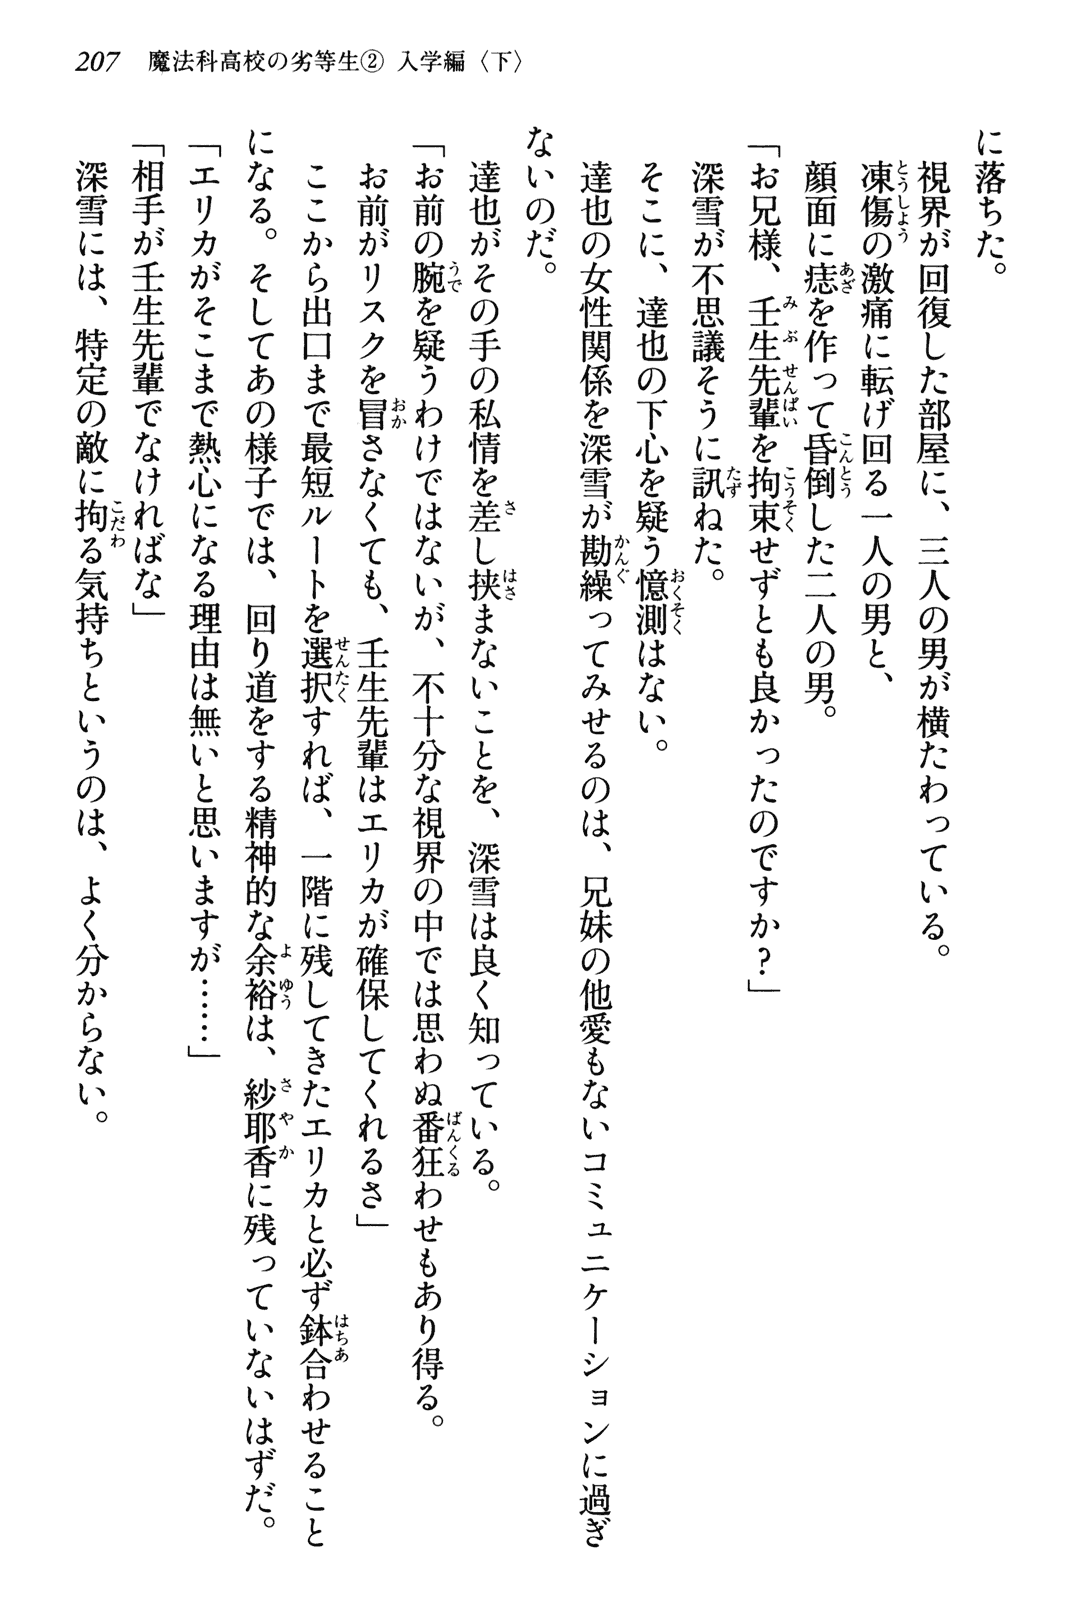 207 魔法科高校の劣等生② 入学編〈下〉
に落ちた。
視界が回復した部屋に、三人の男が横たわっている。
凍傷の激痛に転げ回る一人の男と、
顔面に痣を作って昏倒した二人の男。
「お兄様、壬生先輩を拘束せずとも良かったのですか？」
深雪が不思議そうに訊ねた。
そこに、達也の下心を疑う憶測はない。
達也の女性関係を深雪が勘繰ってみせるのは、兄妹の他愛もないコミュニケーションに過ぎ
ないのだ。
達也がその手の私情を差し挟まないことを、深雪は良く知っている。
「お前の腕を疑うわけではないが、不十分な視界の中では思わぬ番狂わせもあり得る。
お前がリスクを冒さなくても、壬生先輩はエリカが確保してくれるさ」
ここから出口まで最短ルートを選択すれば、一階に残してきたエリカと必ず鉢合わせること
になる。そしてあの様子では、回り道をする精神的な余裕は、紗耶香に残っていないはずだ。
「エリカがそこまで熱心になる理由は無いと思いますが……」
「相手が壬生先輩でなければな」
深雪には、特定の敵に拘る気持ちというのは、よく分からない。